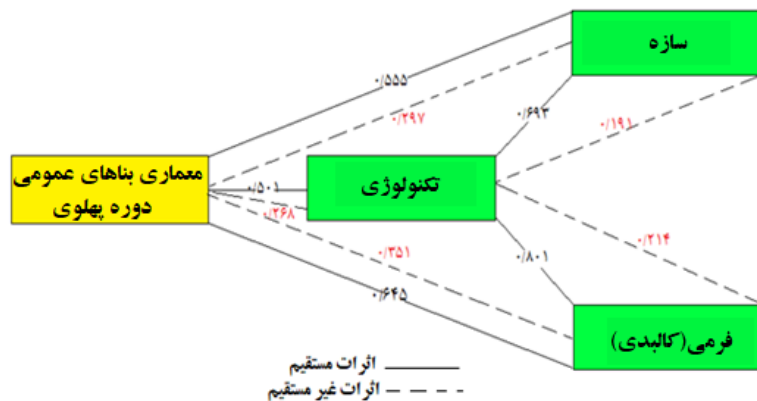 سازه
۰/۵۵۵
۰/۲۹۷
۰/۶۹۳
۰/۱۹۱
معماری بناهای عمومی
دوره پهلوی
۰/۵۰۱
تکنولوژی
۰/۲۶۸
۰/۲۱۴
۰/۳۵۱
۰/۸۰۱
۰/۶۴۵
فرمی(کالبدی)
اثرات مستقیم
اثرات غیر مستقیم